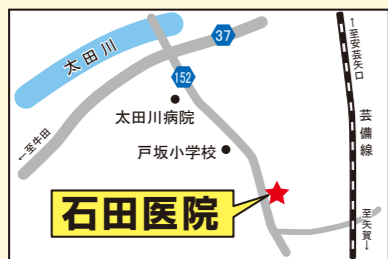 太田川
37
↑至安芸矢口
152
太田川病院
芸備線
←至牛田
戸坂小学校
石田医院
至矢賀↓